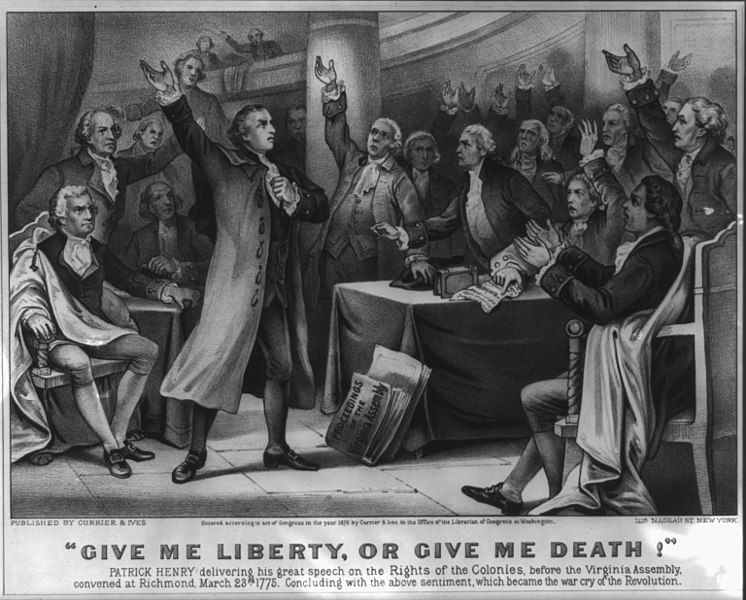 PROCEEDINGS
OF THE
Virginia Assembly
PUBLISHED BY CURRIER & IVES
Entered according to act of Congress in the year 1876 by Currier & Ives in the Office of the Librarian of Congress at Washington.
125 NASSAU ST. NEW YORK
"GIVE ME LIBERTY, OR GIVE ME DEATH!"
PATRICK HENRY delivering his great speech on the Rights of the Colonies, before the Virginia Assembly,
convened at Richmond, March 23rd 1775. Concluding with the above sentiment, which became the war cry of the Revolution.